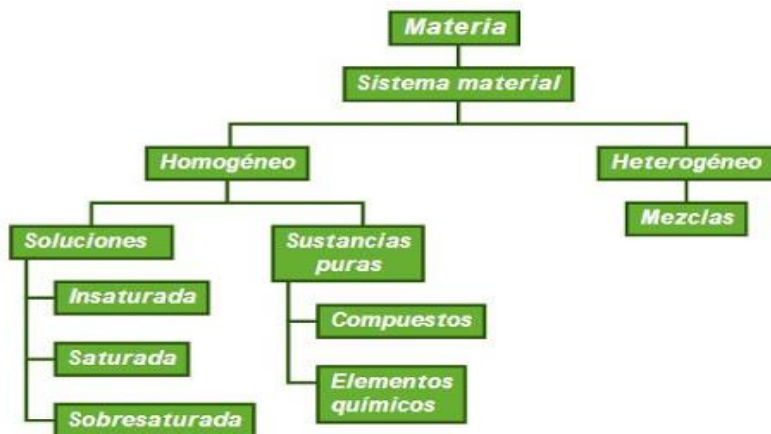 Materia
Sistema material
Homogéneo
Heterogéneo
Mezclas
Soluciones
Insaturada
Saturada
Sobresaturada
Sustancias
puras
Compuestos
Elementos
químicos